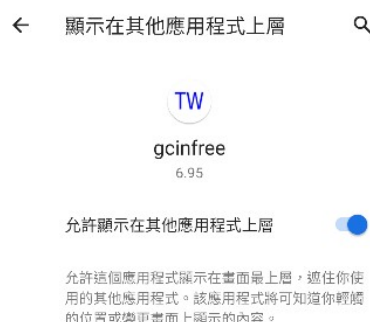 顯示在其他應用程式上層
TW
gcinfree
6.95
允許顯示在其他應用程式上層
允許這個應用程式顯示在畫面最上層，遮住你使
用的其他應用程式。該應用程式將可知道你輕觸
的位置或變更畫面上顯示的內容。